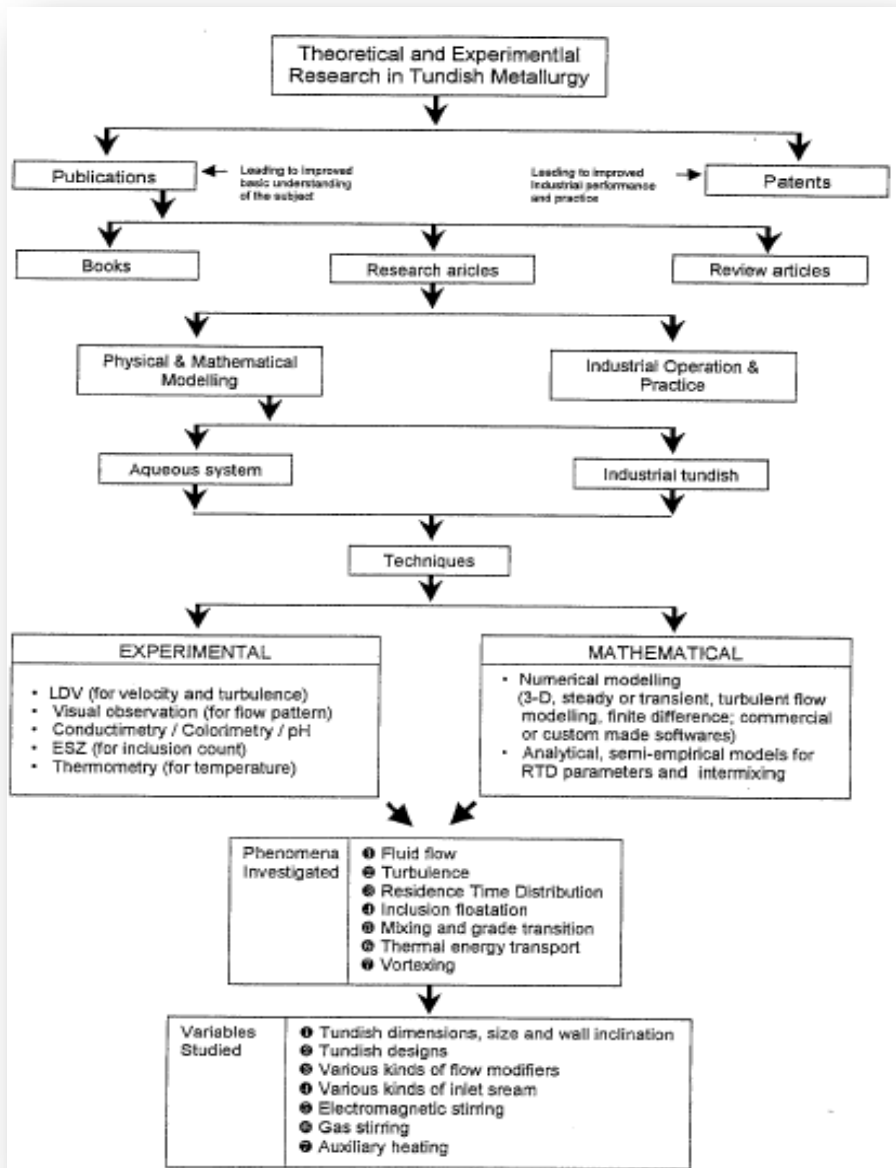 Theoretical and Experimential
Research in Tundish Metallurgy
Publications
Leading to improved
basic understanding
of the subject
Leading to improved
Industrial performance
and practice
Patents
Books
Research aricles
Review articles
Physical & Mathematical
Modelling
Industrial Operation &
Practice
Aqueous system
Industrial tundish
Techniques
EXPERIMENTAL
• LDV (for velocity and turbulence)
• Visual observation (for flow pattern)
• Conductimetry / Colorimetry / pH
• ESZ (for inclusion count)
• Thermometry (for temperature)
MATHEMATICAL
• Numerical modelling
(3-D, steady or transient, turbulent flow
modelling, finite difference; commercial
or custom made softwares)
• Analytical, semi-empirical models for
RTD parameters and intermixing
Phenomena
Investigated
❶ Fluid flow
❷ Turbulence
❸ Residence Time Distribution
❹ Inclusion floatation
❺ Mixing and grade transition
❻ Thermal energy transport
❼ Vortexing
Variables
Studied
❶ Tundish dimensions, size and wall inclination
❷ Tundish designs
❸ Various kinds of flow modifiers
❹ Various kinds of inlet sream
❺ Electromagnetic stirring
❻ Gas stirring
❼ Auxiliary heating